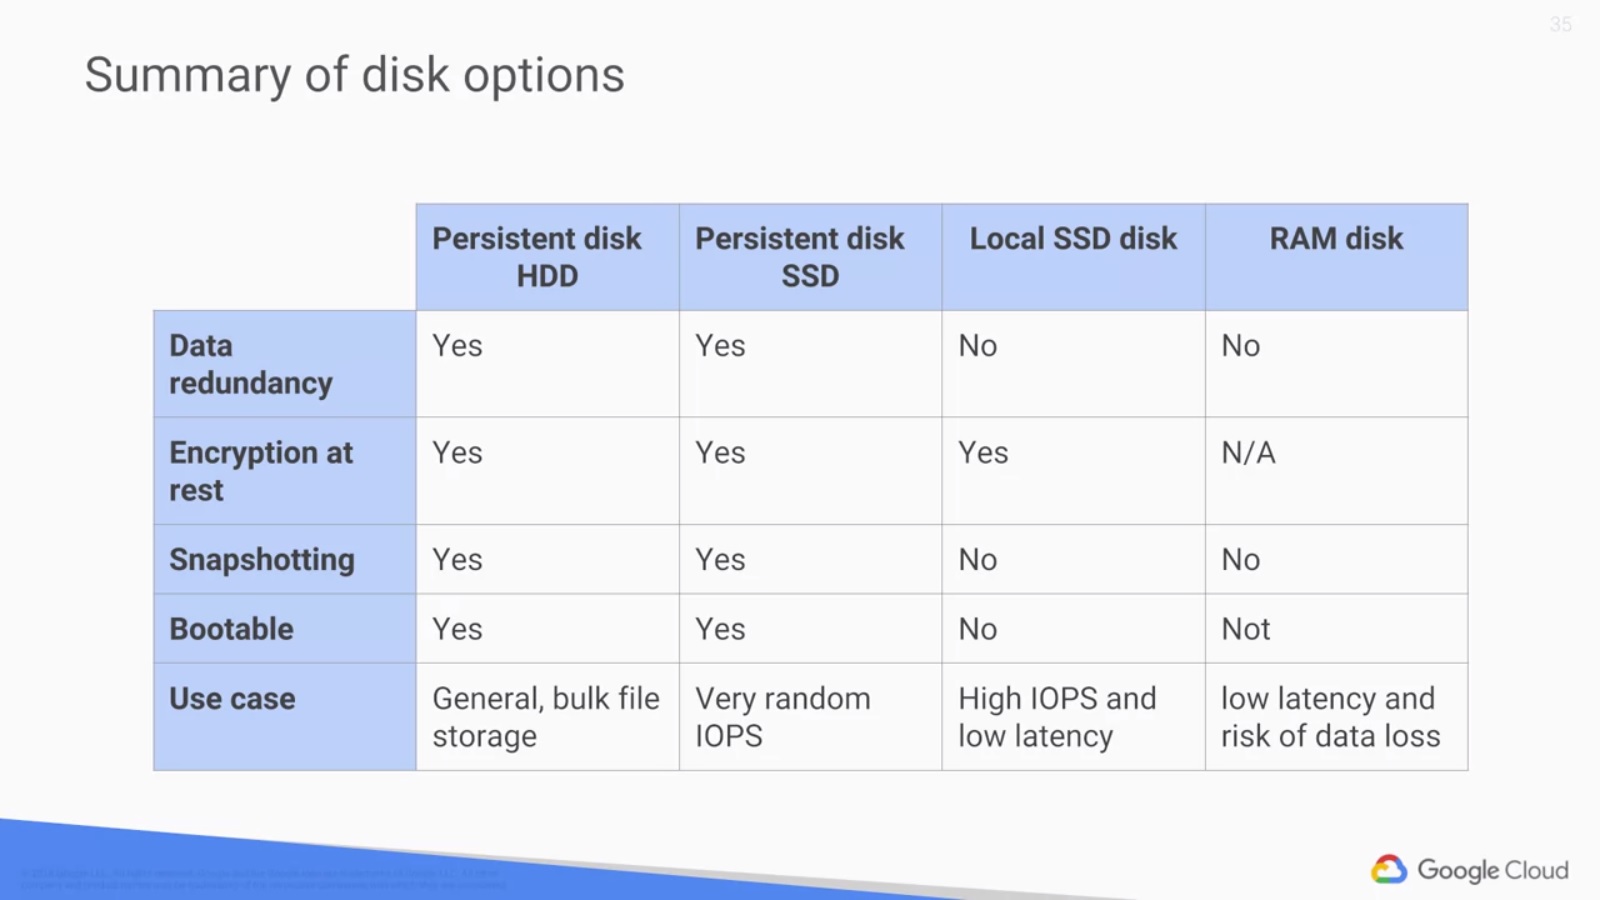 35
Summary of disk options
Persistent disk HDD | Persistent disk SSD | Local SSD disk | RAM disk
Data redundancy | Yes | Yes | No | No
Encryption at rest | Yes | Yes | Yes | N/A
Snapshotting | Yes | Yes | No | No
Bootable | Yes | Yes | No | Not
Use case | General, bulk file storage | Very random IOPS | High IOPS and low latency | low latency and risk of data loss
Google Cloud